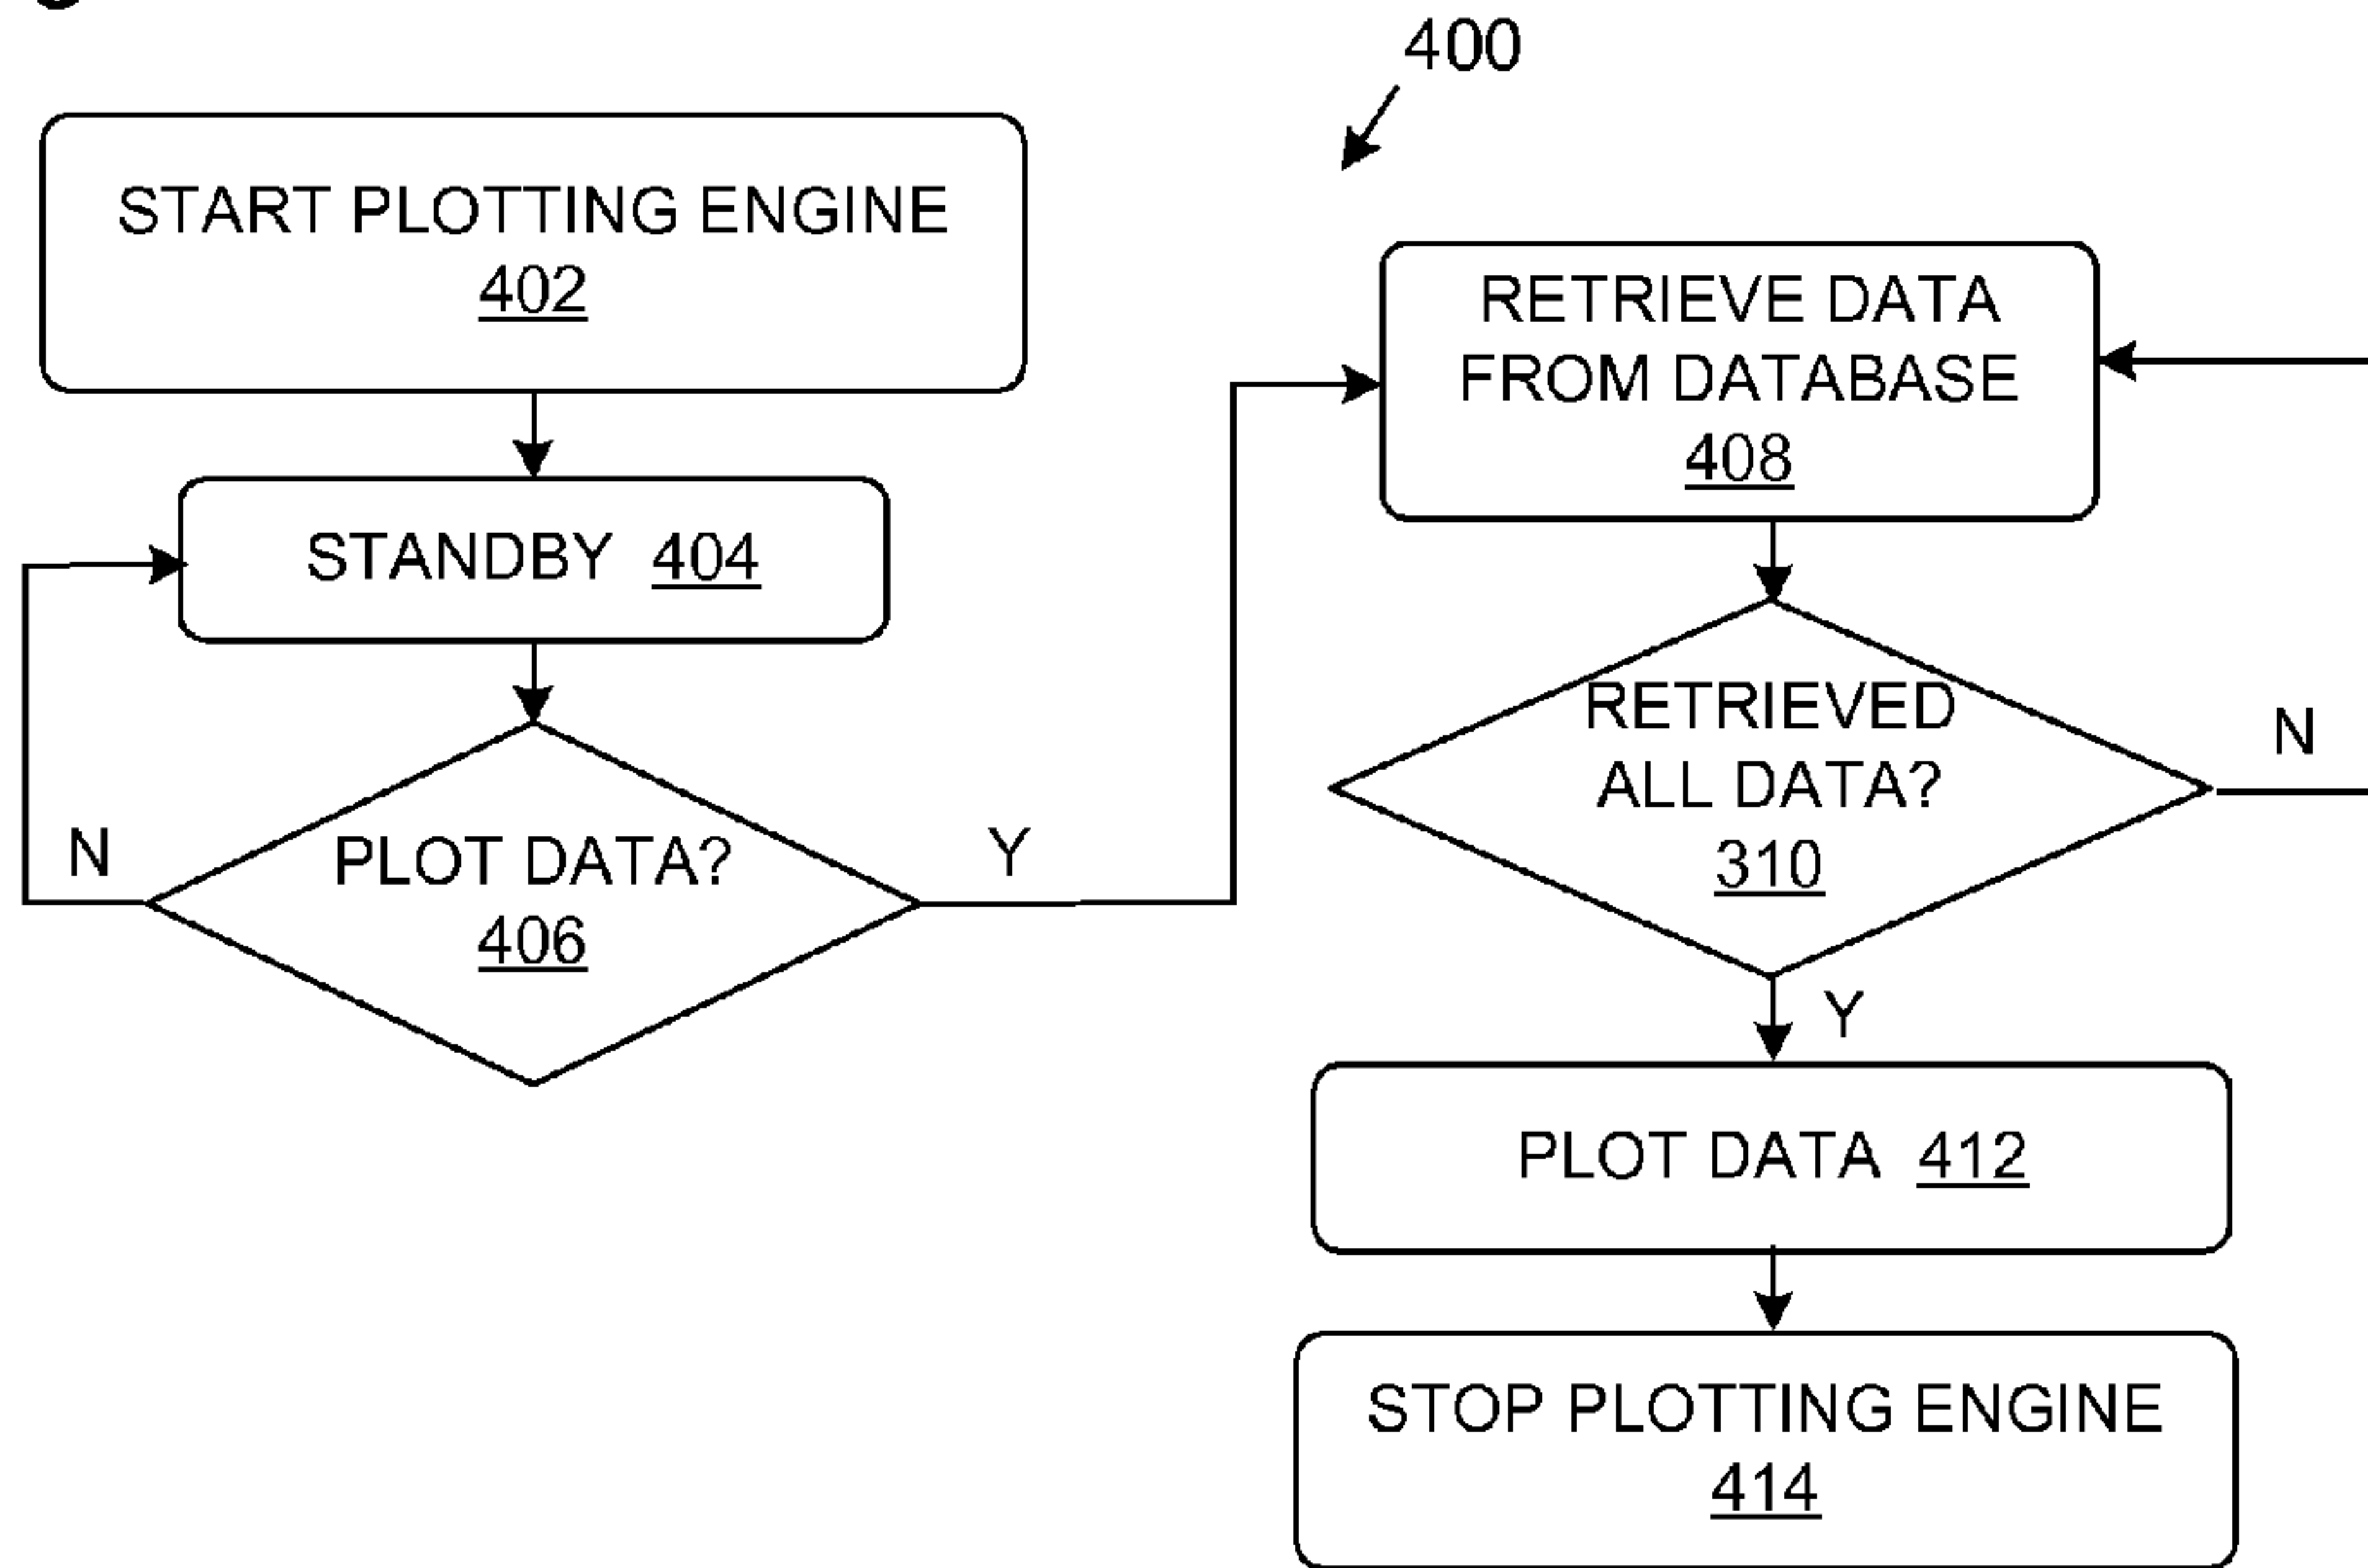 400
START PLOTTING ENGINE
402
STANDBY 404
PLOT DATA?
406
N
Y
RETRIEVE DATA
FROM DATABASE
408
RETRIEVED
ALL DATA?
310
N
Y
PLOT DATA 412
STOP PLOTTING ENGINE
414